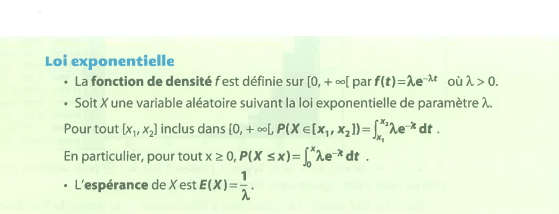 Loi exponentielle
• La fonction de densité f est définie sur [0, + ∞[ par f(t)=λe^-λt où λ > 0.
• Soit X une variable aléatoire suivant la loi exponentielle de paramètre λ.
Pour tout [x₁, x₂] inclus dans [0, + ∞[, P(X ∈ [x₁, x₂]) = ∫_x₁^x₂ λe^-λt dt .
En particulier, pour tout x ≥ 0, P(X ≤ x) = ∫_0^x λe^-λt dt .
• L'espérance de X est E(X) = 1/λ .